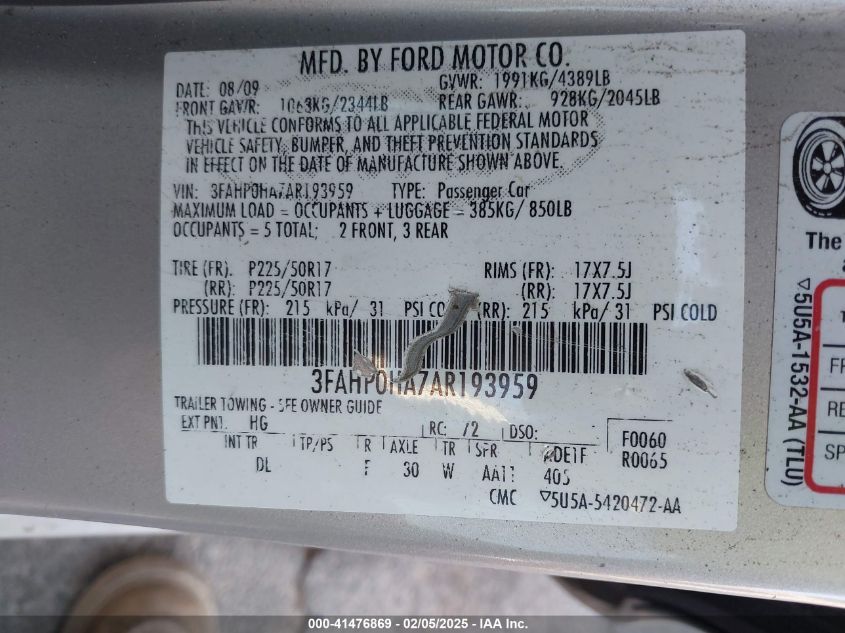 MFD. BY FORD MOTOR CO.
DATE: 08/09 GVWR: 1991KG/4389LB
FRONT GAWR: 1063KG/2344LB REAR GAWR: 928KG/2045LB
THIS VEHICLE CONFORMS TO ALL APPLICABLE FEDERAL MOTOR
VEHICLE SAFETY, BUMPER, AND THEFT PREVENTION STANDARDS
IN EFFECT ON THE DATE OF MANUFACTURE SHOWN ABOVE.
VIN: 3FAHP0HA7AR193959 TYPE: Passenger Car
MAXIMUM LOAD = OCCUPANTS + LUGGAGE = 385KG/ 850LB
OCCUPANTS = 5 TOTAL; 2 FRONT, 3 REAR
TIRE (FR). P225/50R17 RIMS (FR): 17X7.5J
(RR): P225/50R17 (RR): 17X7.5J
PRESSURE (FR): 215 kPa/ 31 PSI (RR): 215 kPa/ 31 PSI COLD
3FAHP0HA7AR193959
TRAILER TOWING - SEE OWNER GUIDE
EXT PNT. HG RC: 72 DSO: F0060
R0065
INT TR TP/PS R AXLE TR SPR
DL 30 W 405
CMC ▽5U5A-5420472-AA
The
▽5U5A-1532-AA (TLU)
RE
SP
000-41476869 - 02/05/2025 - IAA Inc.